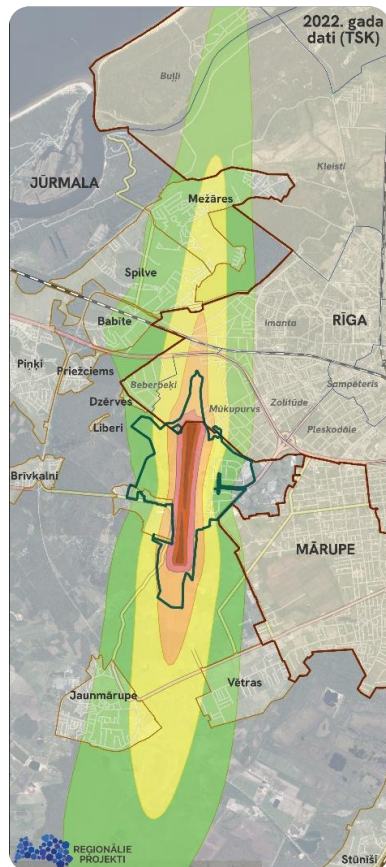 2022. gada
dati (TSK)
Buļļi
Kleisti
JŪRMALA
Mežāres
Spilve
RĪGA
Babīte
Imanta
Piņķi
Priežciems
Beberbeķi
Šampēteris
Dzērves
Mūkupurvs
Zolitūde
Liberi
Pleskodāle
Brīvkalni
MĀRUPE
Jaunmārupe
Vētras
REGIONĀLIE
PROJEKTI
Stūnīši